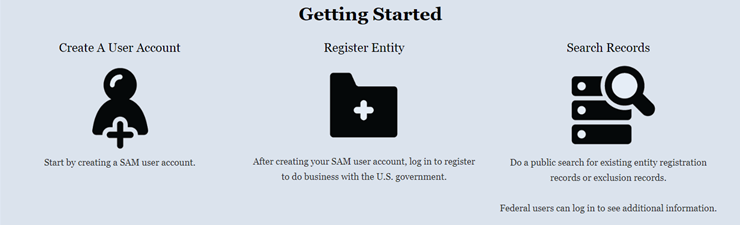 Getting Started
Create A User Account
Start by creating a SAM user account.
Register Entity
After creating your SAM user account, log in to register
to do business with the U.S. government.
Search Records
Do a public search for existing entity registration
records or exclusion records.
Federal users can log in to see additional information.